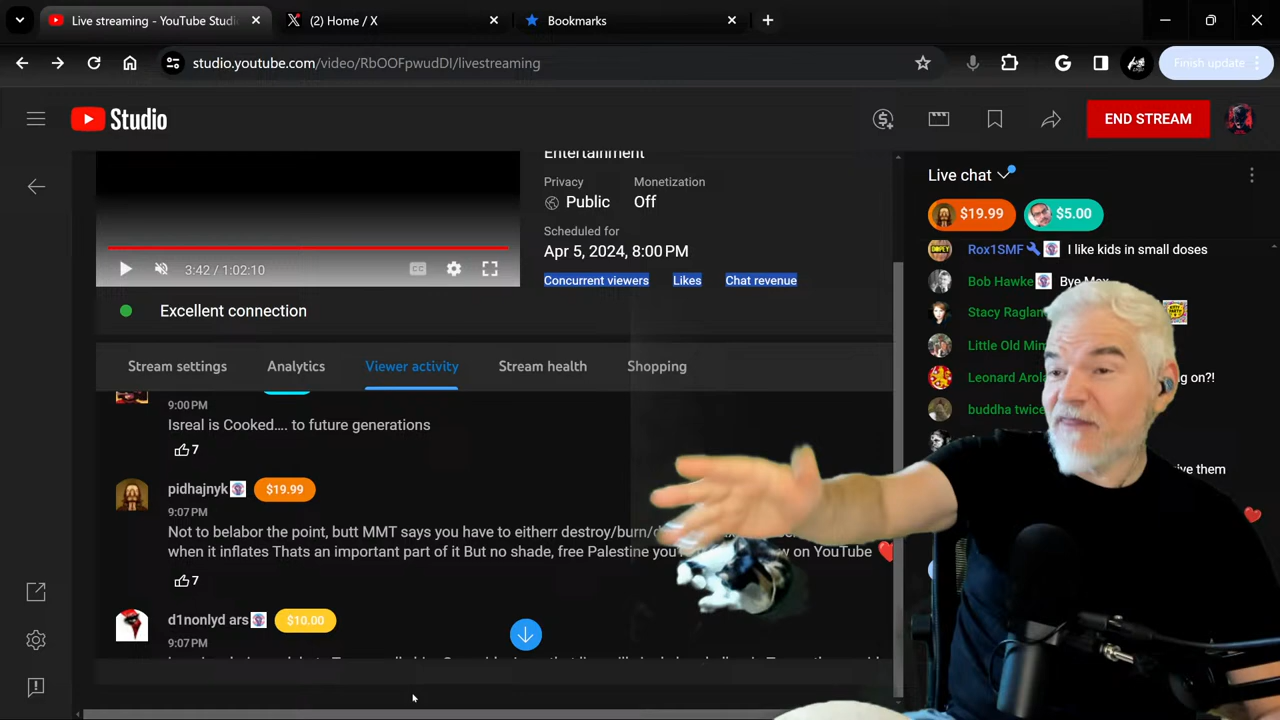 Live streaming - YouTube Studi
(2) Home / X
Bookmarks
studio.youtube.com/video/RbOOFpwudDI/livestreaming
Finish update
Studio
END STREAM
Entertainment
Privacy
Monetization
Public
Off
Scheduled for
Apr 5, 2024, 8:00 PM
Concurrent viewers
Likes
Chat revenue
3:42 / 1:02:10
Excellent connection
Stream settings
Analytics
Viewer activity
Stream health
Shopping
9:00 PM
Isreal is Cooked.... to future generations
7
pidhajnyk
$19.99
9:07 PM
Not to belabor the point, butt MMT says you have to eitherr destroy/burn/
when it inflates Thats an important part of it But no shade, free Palestine on YouTube
7
d1nonlyd ars
$10.00
9:07 PM
Live chat
$19.99
$5.00
Rox1SMF I like kids in small doses
Bob Hawke Bye Max
Stacy Raglan
Little Old Mi
Leonard Arola on?!
buddha twice
them